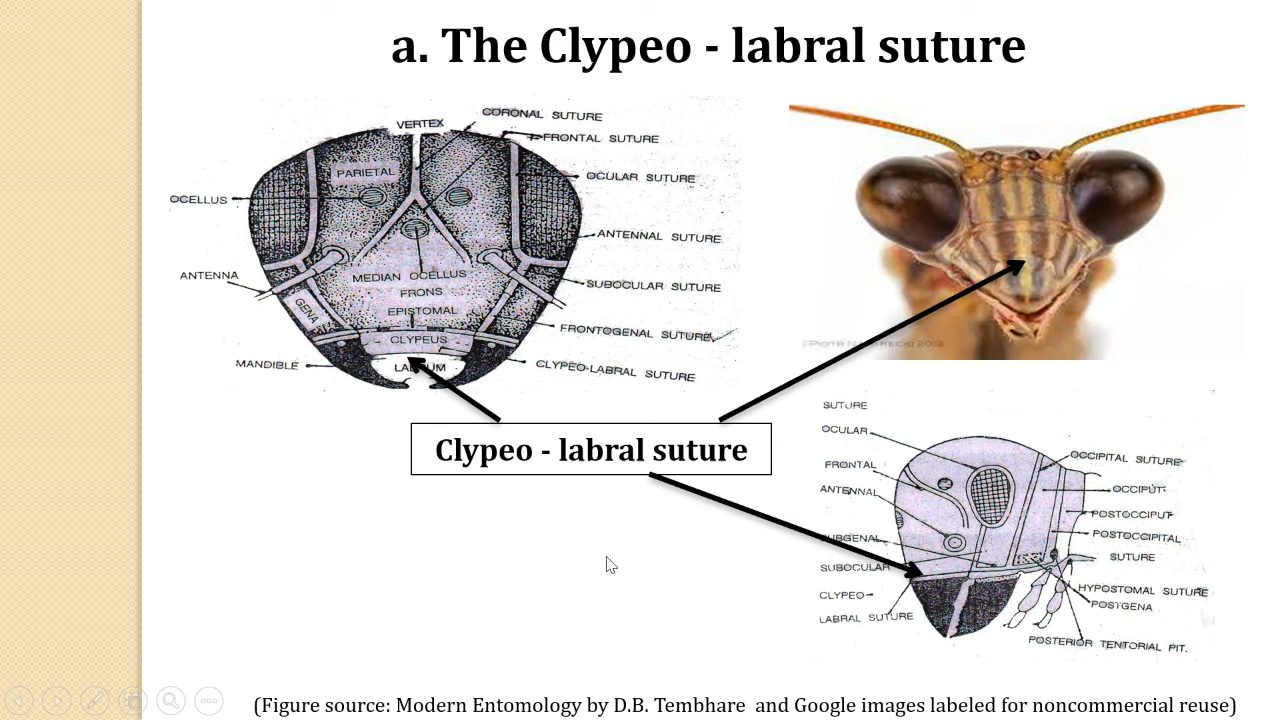 a. The Clypeo - labral suture
VERTEX
CORONAL SUTURE
FRONTAL SUTURE
PARIETAL
OCULAR SUTURE
OCELLUS
ANTENNAL SUTURE
ANTENNA
MEDIAN OCELLUS
SUBOCULAR SUTURE
FRONS
GENA
EPISTOMAL
FRONTOGENAL SUTURE
CLYPEUS
MANDIBLE
CLYPEO-LABRAL SUTURE
Clypeo - labral suture
SUTURE
OCULAR
FRONTAL
ANTENNAL
SUBOCULAR
CLYPEO
LABRAL SUTURE
OCCIPITAL SUTURE
OCCIPUT
POSTOCCIPUT
POSTOCCIPITAL
SUTURE
HYPOSTOMAL SUTURE
POSTGENA
POSTERIOR TENTORIAL PIT.
(Figure source: Modern Entomology by D.B. Tembhare and Google images labeled for noncommercial reuse)